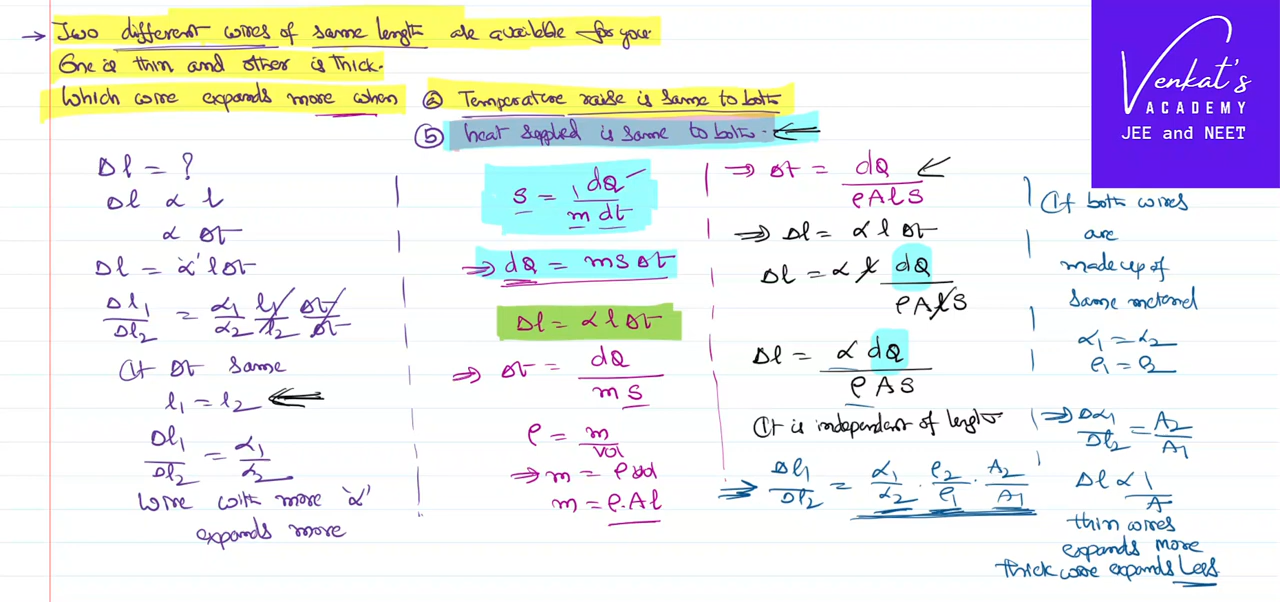 → Two different wires of same length are available for you.
One is thin and other is thick.
Which wire expands more when ⓐ Temperature raise is same to both
ⓑ heat supplied is same to both. ←
Venkat's
ACADEMY
JEE and NEET
Δl = ?
Δl ∝ l
∝ Δt
Δl = 'α' l Δt
Δl₁/Δl₂ = α₁/α₂ l₁/l₂ Δt/Δt
If Δt same
l₁ = l₂ ←
Δl₁/Δl₂ = α₁/α₂
Wire with more 'α'
expands more
S = 1/m dQ/dt
⇒ dQ = m s Δt
Δl = α l Δt
⇒ Δt = dQ/mS
ρ = m/vol
⇒ m = ρ vol
m = ρ.Al
⇒ Δt = dQ/ρAlS ←
⇒ Δl = α l Δt
Δl = α l dQ/ρAlS
Δl = α dQ/ρAS
It is independent of length
⇒ Δl₁/Δl₂ = α₁/α₂ · ρ₂/ρ₁ · A₂/A₁
If both wires
are
made up of
same material
α₁ = α₂
ρ₁ = ρ₂
⇒ Δl₁/Δl₂ = A₂/A₁
Δl ∝ 1/A
thin wires
expands more
thick wire expands Less